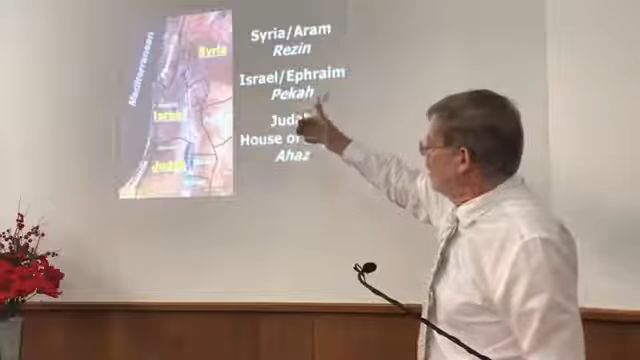 Mediterranean
Syria
Israel
Judah
Syria/Aram
Rezin
Israel/Ephraim
Pekah
House of
Ahaz